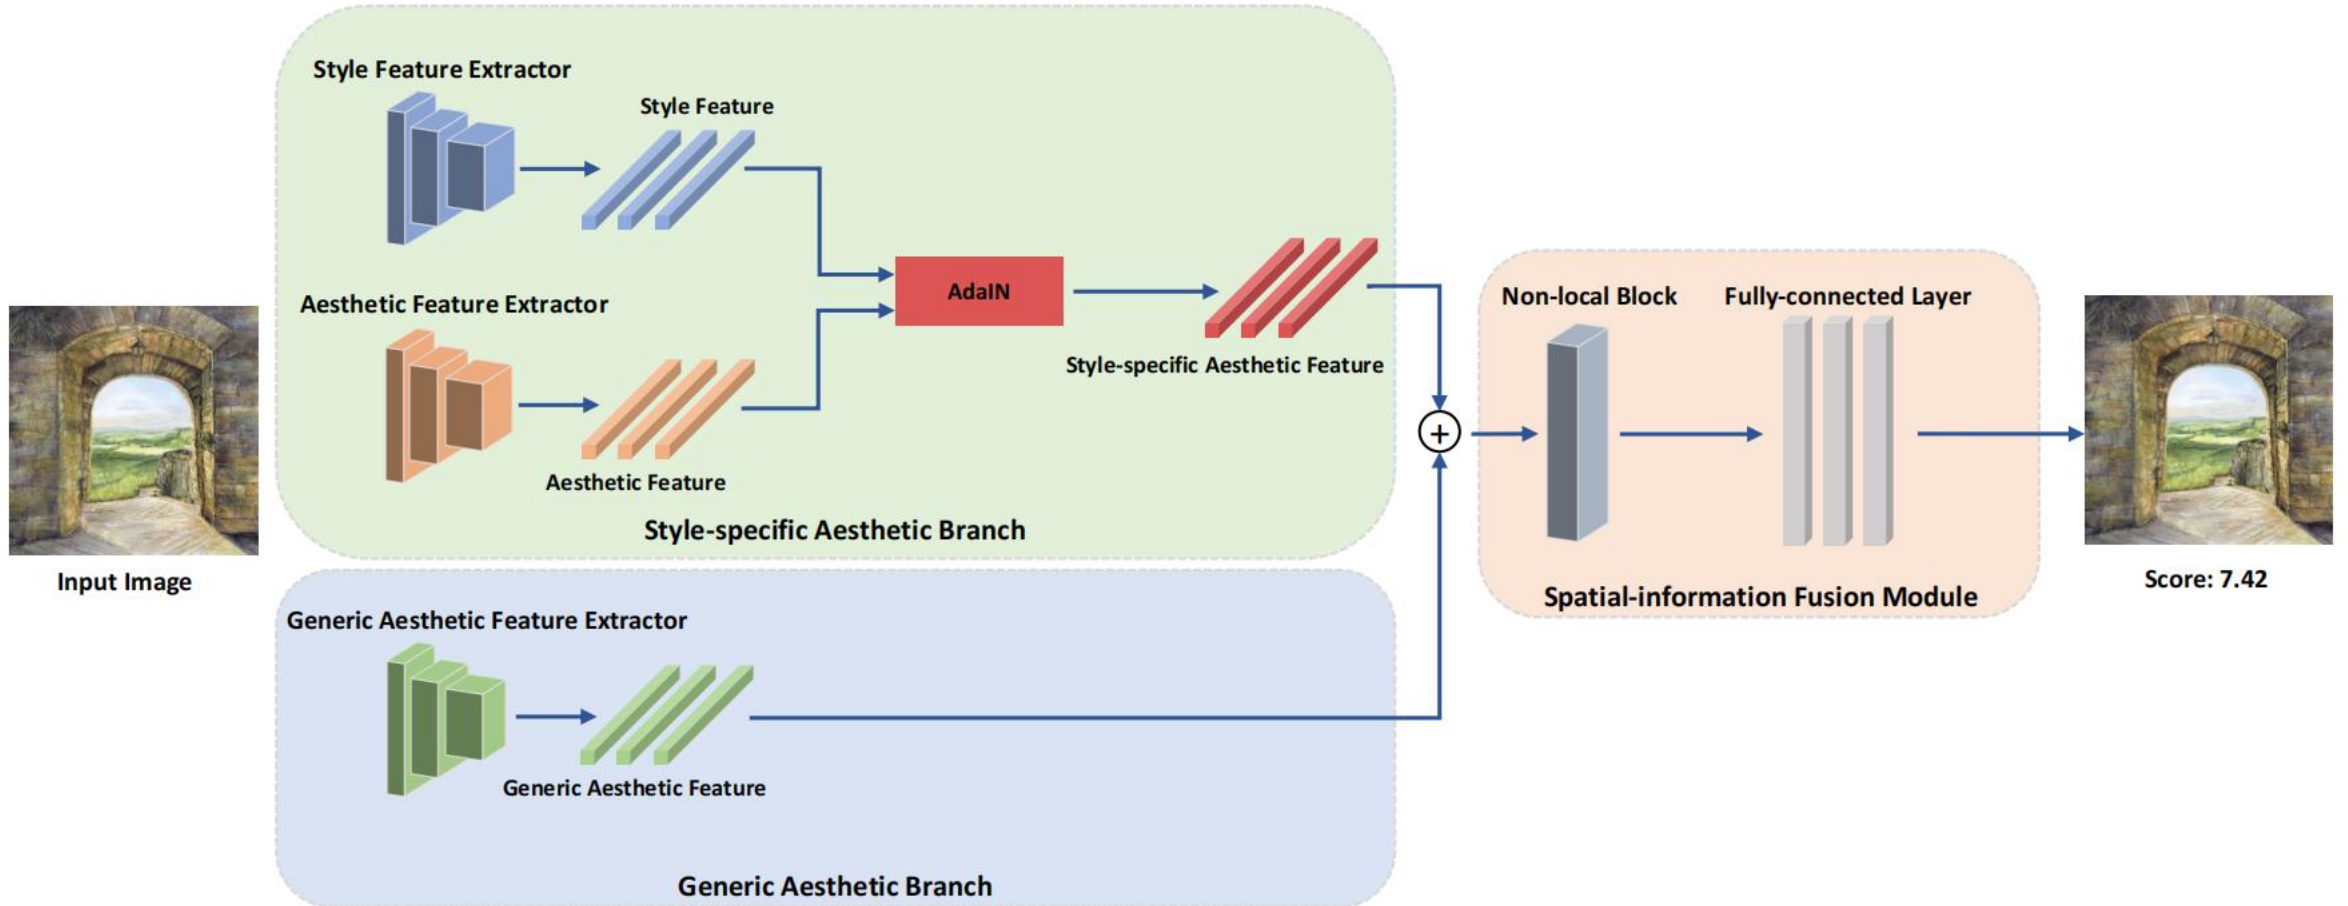 Style Feature Extractor
Style Feature
AdaIN
Aesthetic Feature Extractor
Aesthetic Feature
Style-specific Aesthetic Feature
Style-specific Aesthetic Branch
Input Image
Generic Aesthetic Feature Extractor
Generic Aesthetic Feature
Generic Aesthetic Branch
+
Non-local Block
Fully-connected Layer
Spatial-information Fusion Module
Score: 7.42